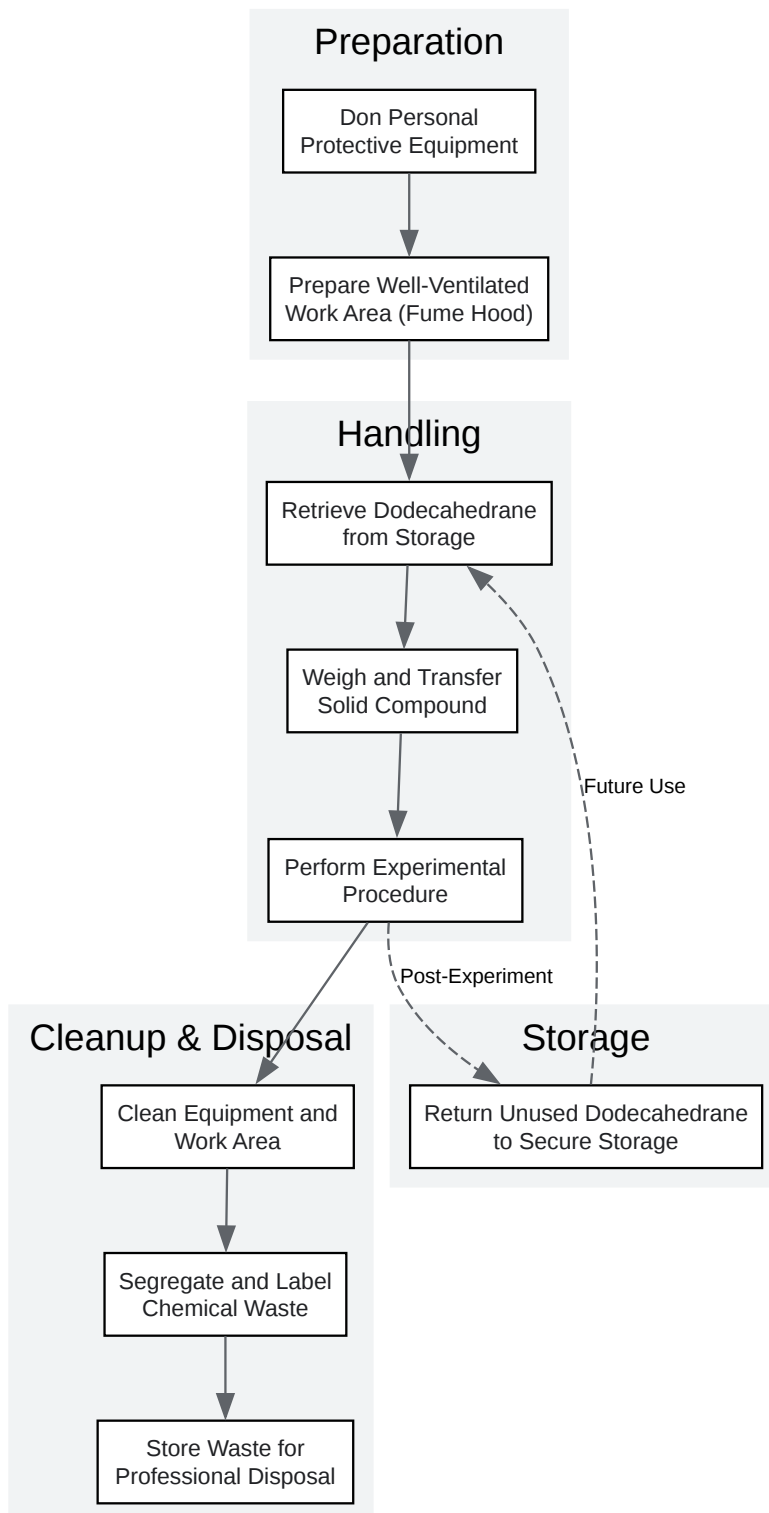 Preparation
Don Personal
Protective Equipment
Prepare Well-Ventilated
Work Area (Fume Hood)
Handling
Retrieve Dodecahedrane
from Storage
Weigh and Transfer
Solid Compound
Future Use
Perform Experimental
Procedure
Post-Experiment
Cleanup & Disposal
Clean Equipment and
Work Area
Segregate and Label
Chemical Waste
Store Waste for
Professional Disposal
Storage
Return Unused Dodecahedrane
to Secure Storage